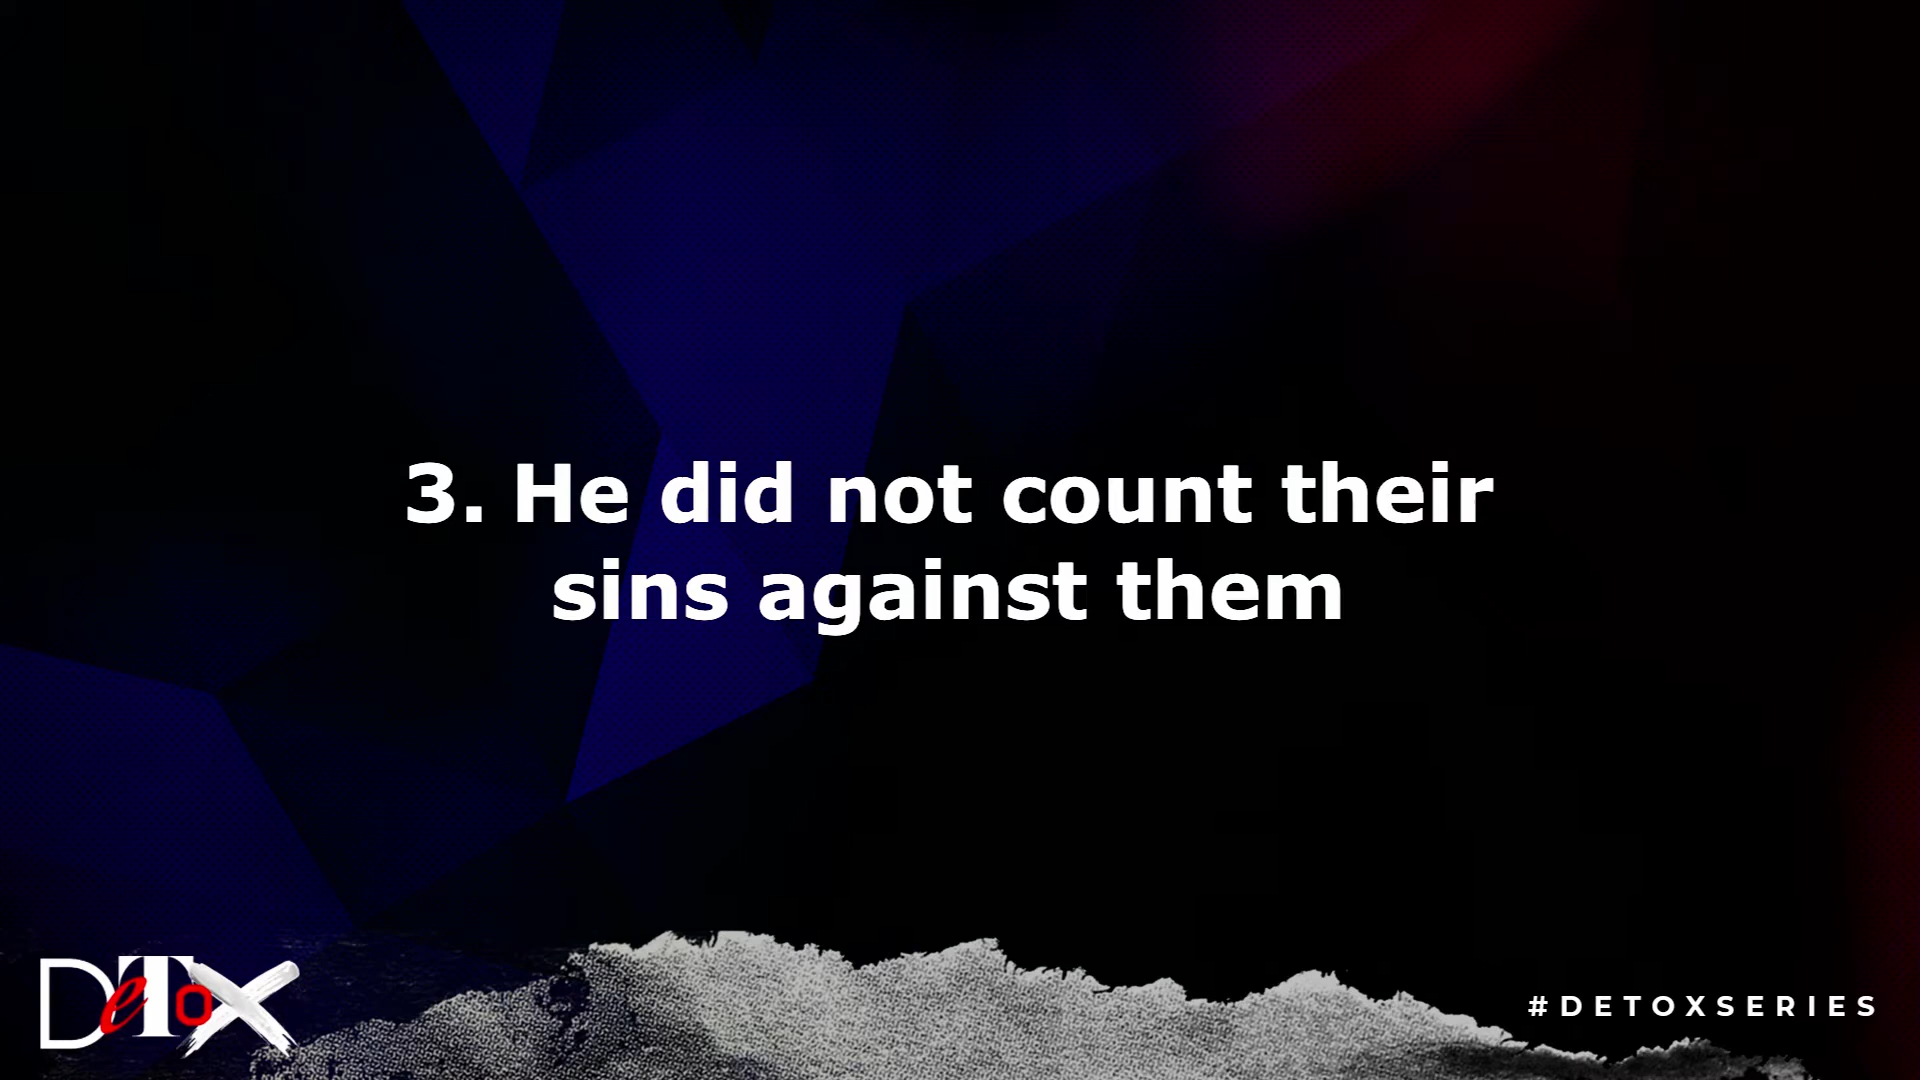 3. He did not count their
sins against them
DeToX
#DETOXSERIES